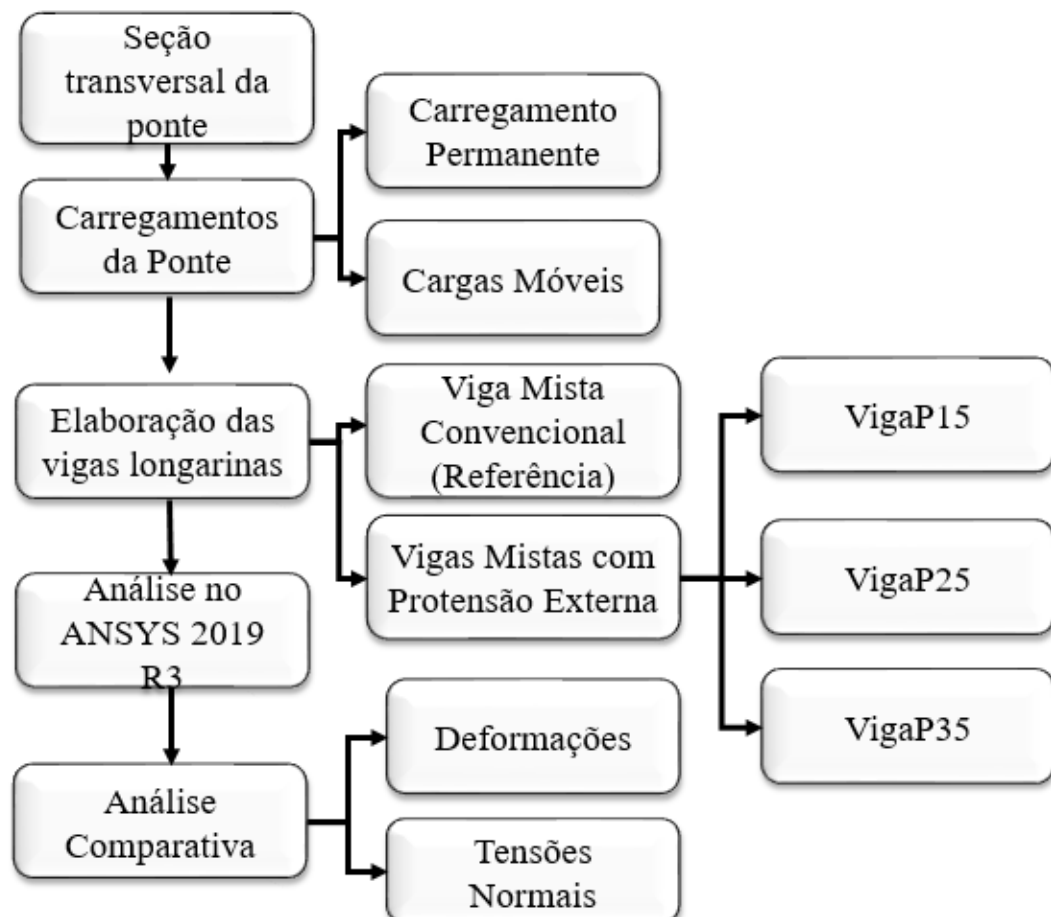 Seção
transversal da
ponte
Carregamentos
da Ponte
Carregamento
Permanente
Cargas Móveis
Elaboração das
vigas longarinas
Viga Mista
Convencional
(Referência)
Vigas Mistas com
Protensão Externa
VigaP15
VigaP25
VigaP35
Análise no
ANSYS 2019
R3
Análise
Comparativa
Deformações
Tensões
Normais